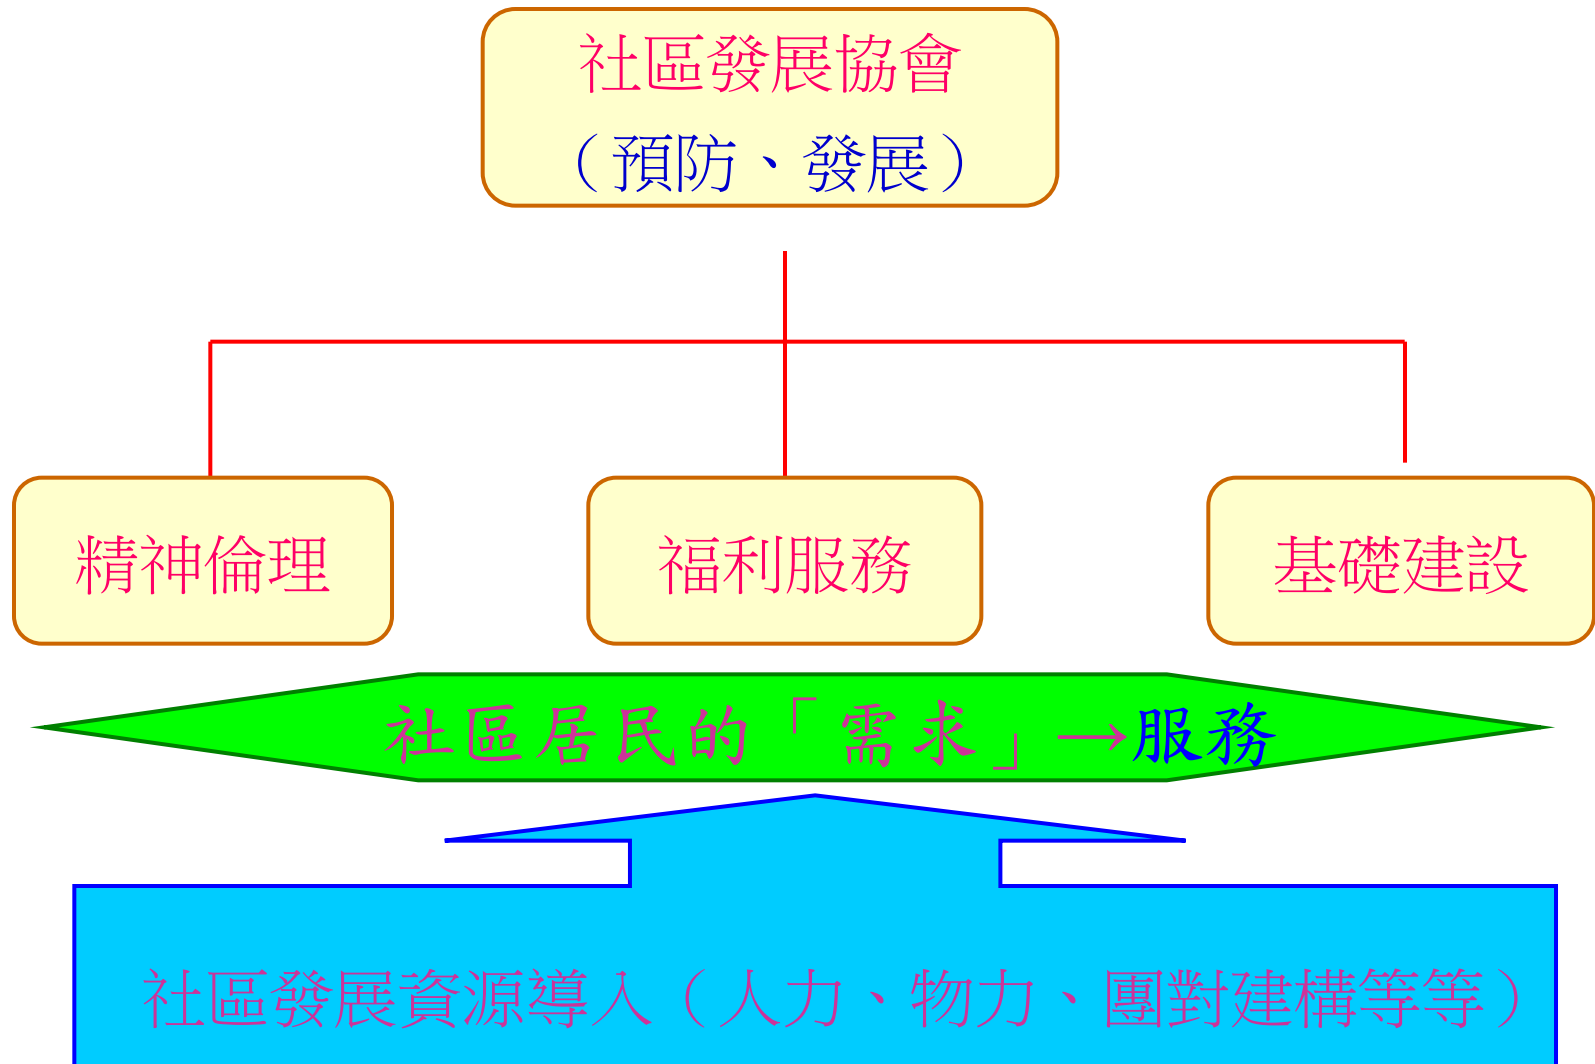 社區發展協會
（預防、發展）
精神倫理
福利服務
基礎建設
社區居民的「需求」→服務
社區發展資源導入（人力、物力、團對建構等等）